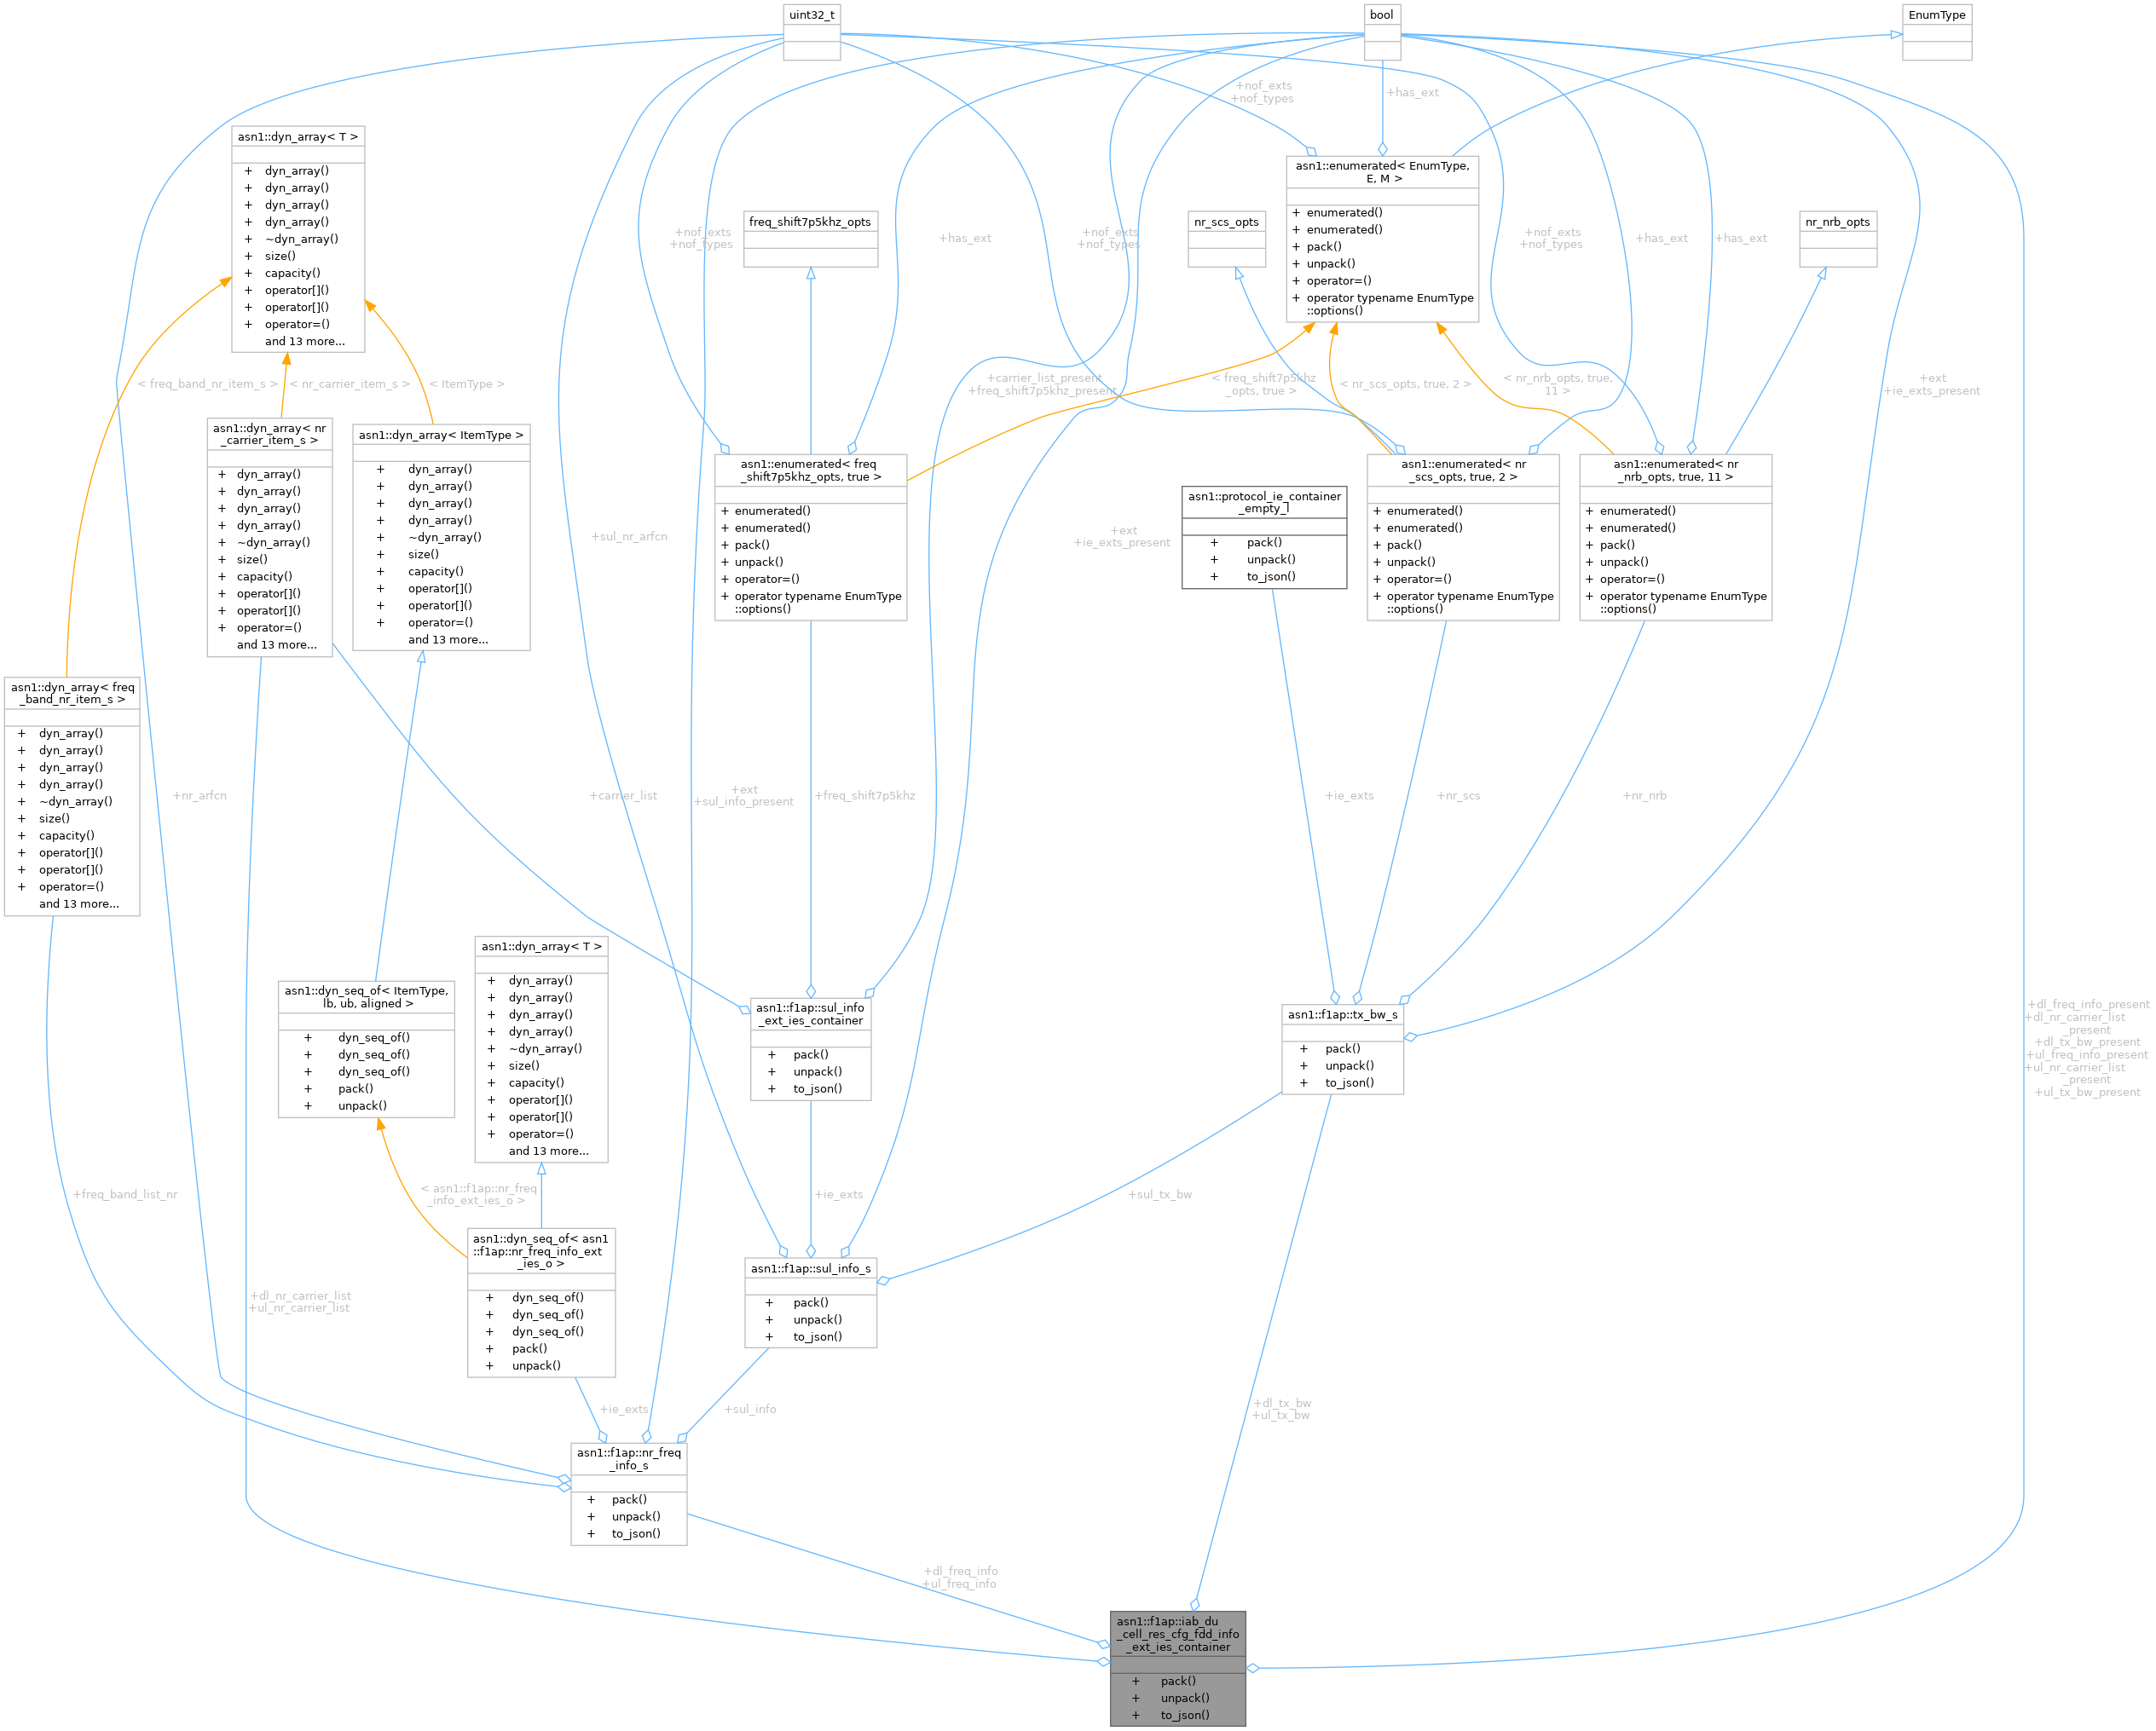 uint32_t
bool
EnumType
+nof_exts
+nof_types
+has_ext
asn1::dyn_array< T >
+ dyn_array()
+ dyn_array()
+ dyn_array()
+ dyn_array()
+ ~dyn_array()
+ size()
+ capacity()
+ operator[]()
+ operator[]()
+ operator=()
and 13 more...
asn1::enumerated< EnumType,
E, M >
+ enumerated()
+ enumerated()
+ pack()
+ unpack()
+ operator=()
+ operator typename EnumType
::options()
freq_shift7p5khz_opts
nr_scs_opts
nr_nrb_opts
+nof_exts
+nof_types
+has_ext
+nof_exts
+nof_types
+nof_exts
+nof_types
+has_ext
+has_ext
< freq_band_nr_item_s >
< nr_carrier_item_s >
< ItemType >
+carrier_list_present
+freq_shift7p5khz_present
< freq_shift7p5khz
_opts, true >
< nr_scs_opts, true, 2 >
< nr_nrb_opts, true,
11 >
+ext
+ie_exts_present
asn1::dyn_array< nr
_carrier_item_s >
+ dyn_array()
+ dyn_array()
+ dyn_array()
+ dyn_array()
+ ~dyn_array()
+ size()
+ capacity()
+ operator[]()
+ operator[]()
+ operator=()
and 13 more...
asn1::dyn_array< ItemType >
+ dyn_array()
+ dyn_array()
+ dyn_array()
+ dyn_array()
+ ~dyn_array()
+ size()
+ capacity()
+ operator[]()
+ operator[]()
+ operator=()
and 13 more...
+sul_nr_arfcn
asn1::enumerated< freq
_shift7p5khz_opts, true >
+ enumerated()
+ enumerated()
+ pack()
+ unpack()
+ operator=()
+ operator typename EnumType
::options()
+ext
+ie_exts_present
asn1::protocol_ie_container
_empty_l
+ pack()
+ unpack()
+ to_json()
asn1::enumerated< nr
_scs_opts, true, 2 >
+ enumerated()
+ enumerated()
+ pack()
+ unpack()
+ operator=()
+ operator typename EnumType
::options()
asn1::enumerated< nr
_nrb_opts, true, 11 >
+ enumerated()
+ enumerated()
+ pack()
+ unpack()
+ operator=()
+ operator typename EnumType
::options()
asn1::dyn_array< freq
_band_nr_item_s >
+ dyn_array()
+ dyn_array()
+ dyn_array()
+ dyn_array()
+ ~dyn_array()
+ size()
+ capacity()
+ operator[]()
+ operator[]()
+ operator=()
and 13 more...
+nr_arfcn
+carrier_list
+ext
+sul_info_present
+freq_shift7p5khz
+ie_exts
+nr_scs
+nr_nrb
asn1::dyn_seq_of< ItemType,
lb, ub, aligned >
+ dyn_seq_of()
+ dyn_seq_of()
+ dyn_seq_of()
+ pack()
+ unpack()
asn1::dyn_array< T >
+ dyn_array()
+ dyn_array()
+ dyn_array()
+ dyn_array()
+ ~dyn_array()
+ size()
+ capacity()
+ operator[]()
+ operator[]()
+ operator=()
and 13 more...
asn1::f1ap::sul_info
_ext_ies_container
+ pack()
+ unpack()
+ to_json()
asn1::f1ap::tx_bw_s
+ pack()
+ unpack()
+ to_json()
+dl_freq_info_present
+dl_nr_carrier_list
_present
+dl_tx_bw_present
+ul_freq_info_present
+ul_nr_carrier_list
_present
+ul_tx_bw_present
+freq_band_list_nr
< asn1::f1ap::nr_freq
_info_ext_ies_o >
+ie_exts
+sul_tx_bw
asn1::dyn_seq_of< asn1
::f1ap::nr_freq_info_ext
_ies_o >
+ dyn_seq_of()
+ dyn_seq_of()
+ dyn_seq_of()
+ pack()
+ unpack()
asn1::f1ap::sul_info_s
+ pack()
+ unpack()
+ to_json()
+dl_nr_carrier_list
+ul_nr_carrier_list
+ie_exts
+sul_info
+dl_tx_bw
+ul_tx_bw
asn1::f1ap::nr_freq
_info_s
+ pack()
+ unpack()
+ to_json()
+dl_freq_info
+ul_freq_info
asn1::f1ap::iab_du
_cell_res_cfg_fdd_info
_ext_ies_container
+ pack()
+ unpack()
+ to_json()